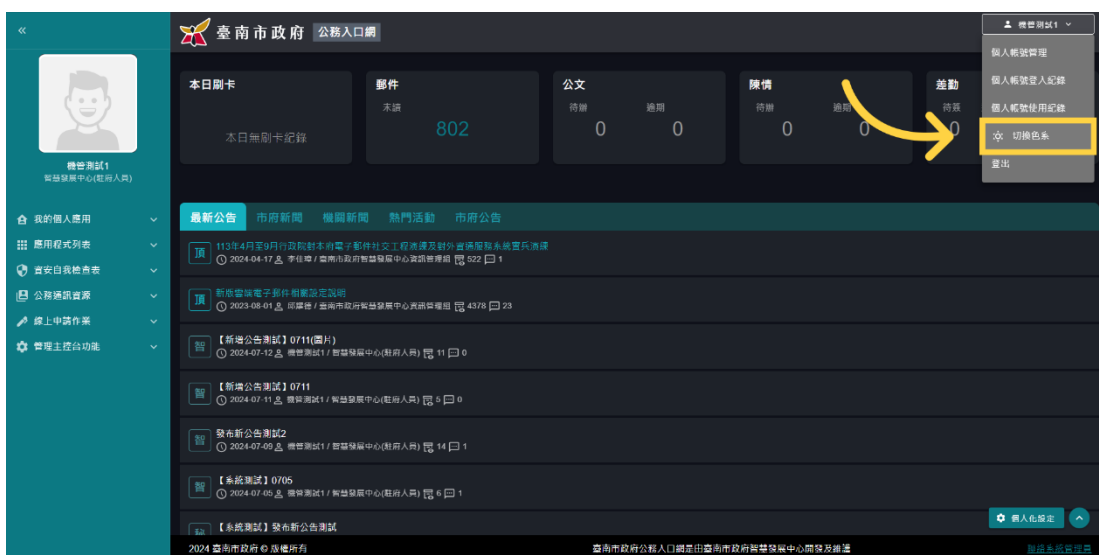 臺南市政府 公務入口網
機管測試1
個人帳號管理
個人帳號登入紀錄
個人帳號使用紀錄
切換色系
登出
機管測試1
智慧發展中心(駐府人員)
我的個人應用
應用程式列表
資安自我檢查表
公務通訊資源
線上申請作業
管理主控台功能
本日刷卡
本日無刷卡紀錄
郵件
未讀
802
公文
待辦 逾期
0 0
陳情
待辦 逾期
0 0
差勤
待簽
0
最新公告 市府新聞 機關新聞 熱門活動 市府公告
頂 113年4月至9月行政院對本府電子郵件社交工程演練及對外資通服務系統實兵演練
2024-04-17 李佳璋 / 臺南市政府智慧發展中心資訊管理組 522 1
頂 新版雲端電子郵件相關設定說明
2023-08-01 / 臺南市政府智慧發展中心資訊管理組 4378 23
智 【新增公告測試】0711(圖片)
2024-07-12 機管測試1 / 智慧發展中心(駐府人員) 11 0
智 【新增公告測試】0711
2024-07-11 機管測試1 / 智慧發展中心(駐府人員) 5 0
智 發布新公告測試2
2024-07-09 機管測試1 / 智慧發展中心(駐府人員) 14 1
智 【系統測試】0705
2024-07-05 機管測試1 / 智慧發展中心(駐府人員) 6 1
【系統測試】發布新公告測試
個人化設定
2024 臺南市政府 © 版權所有
臺南市政府公務入口網是由臺南市政府智慧發展中心開發及維護
聯絡系統管理員